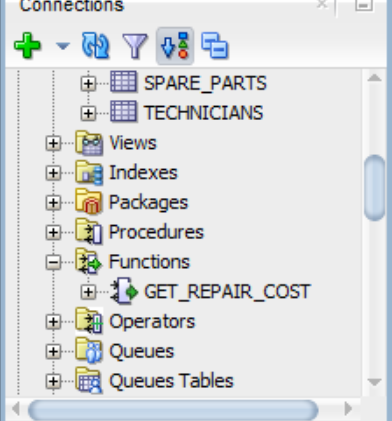 Connections
SPARE_PARTS
TECHNICIANS
Views
Indexes
Packages
Procedures
Functions
GET_REPAIR_COST
Operators
Queues
Queues Tables